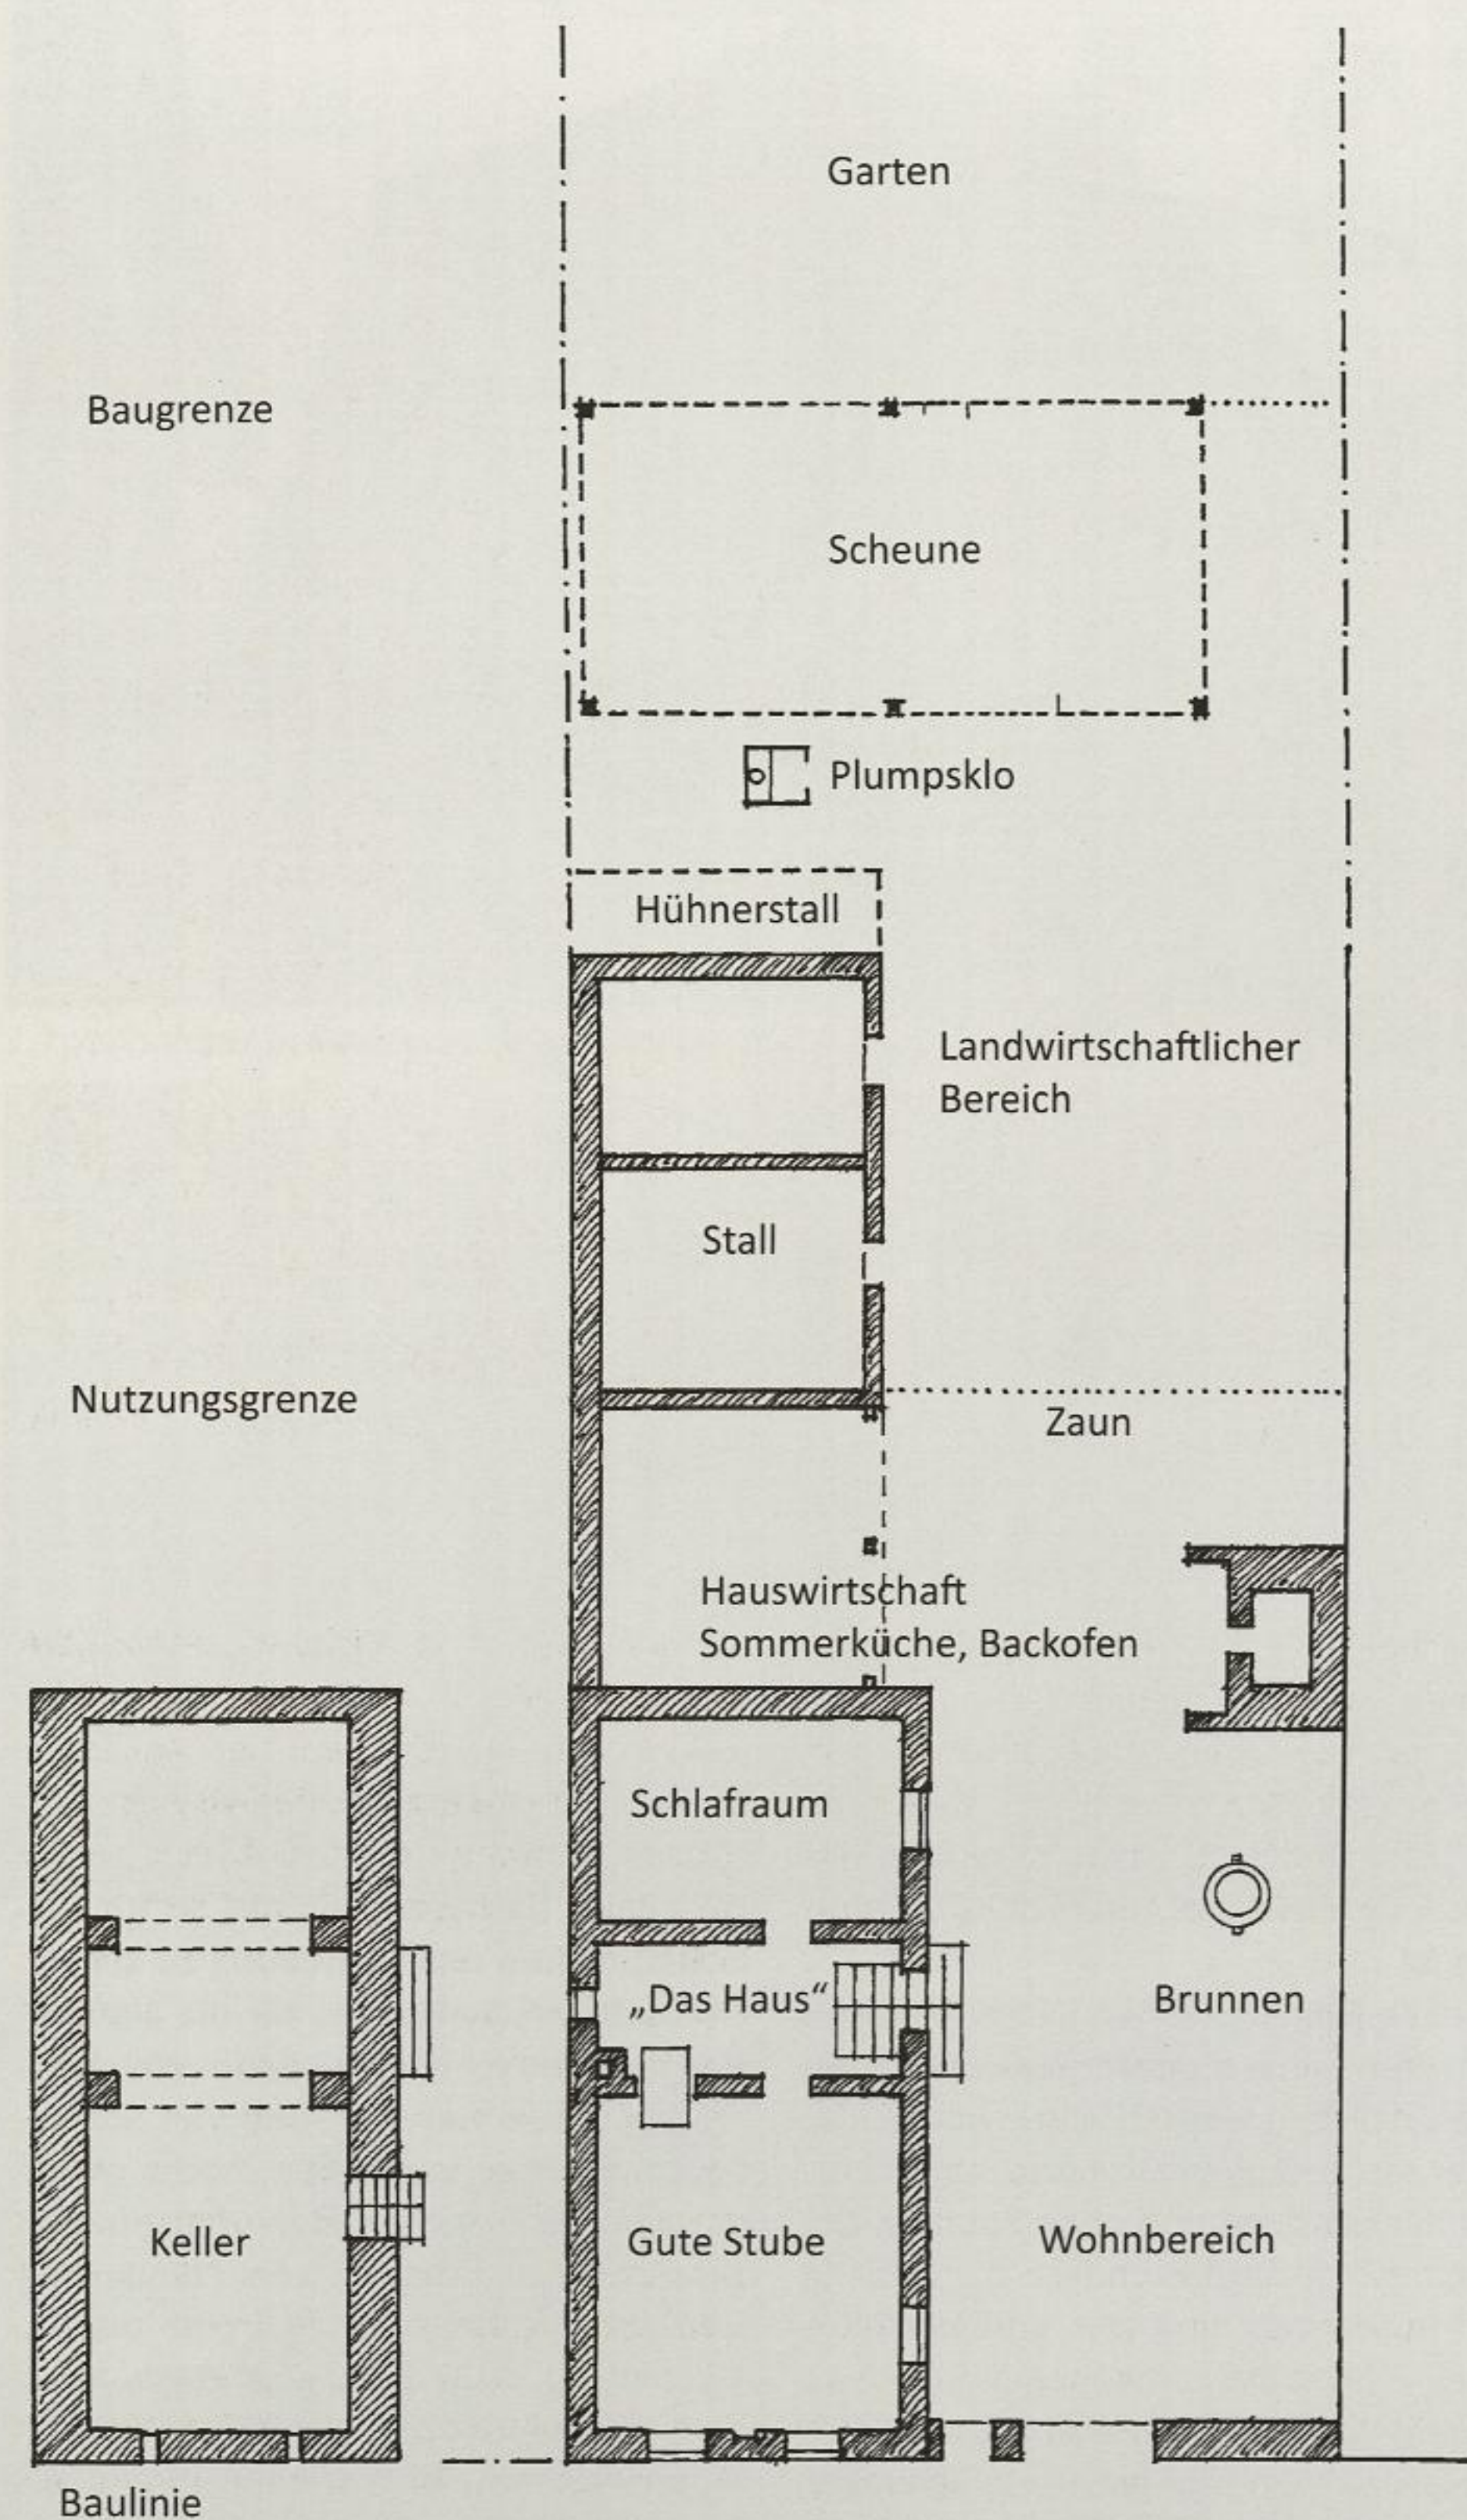 Garten
Baugrenze
Scheune
Plumpsklo
Hühnerstall
Landwirtschaftlicher
Bereich
Stall
Nutzungsgrenze
Zaun
Hauswirtschaft
Sommerküche, Backofen
Schlafraum
„Das Haus“
Brunnen
Keller
Gute Stube
Wohnbereich
Baulinie